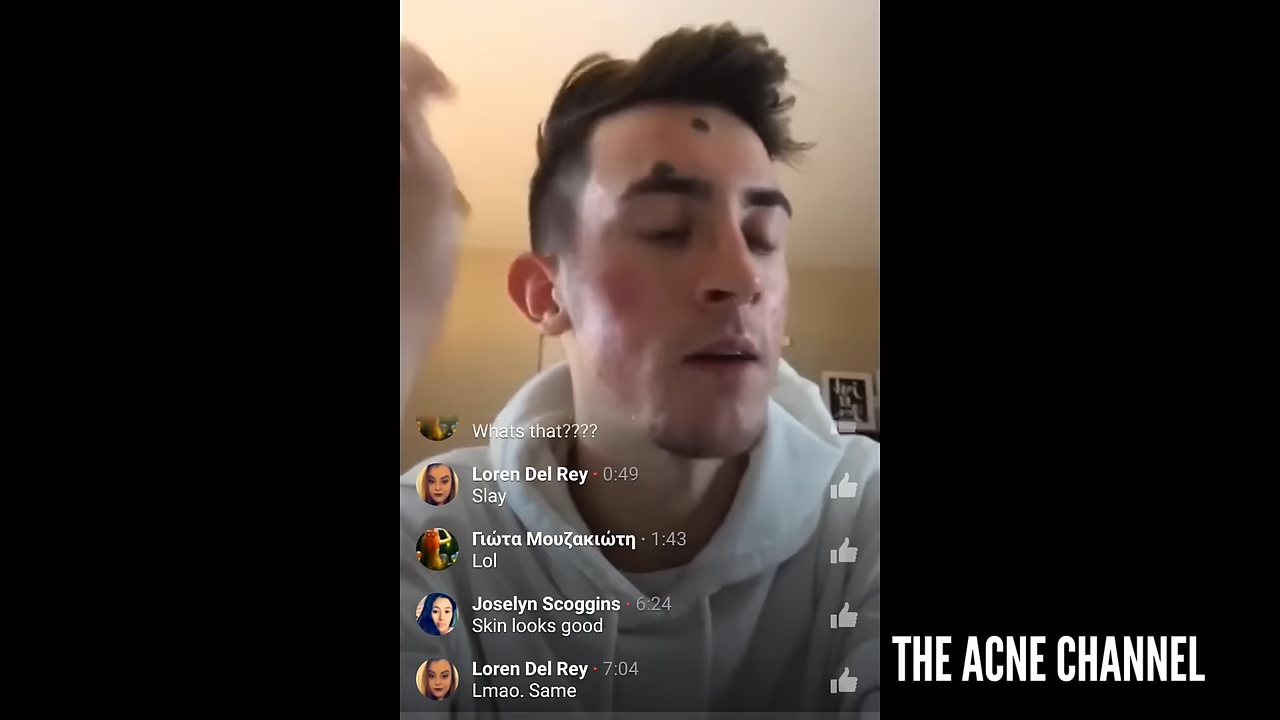 Whats that????
Loren Del Rey · 0:49
Slay
Γιώτα Μουζακιώτη · 1:43
Lol
Joselyn Scoggins · 6:24
Skin looks good
Loren Del Rey · 7:04
Lmao. Same
THE ACNE CHANNEL